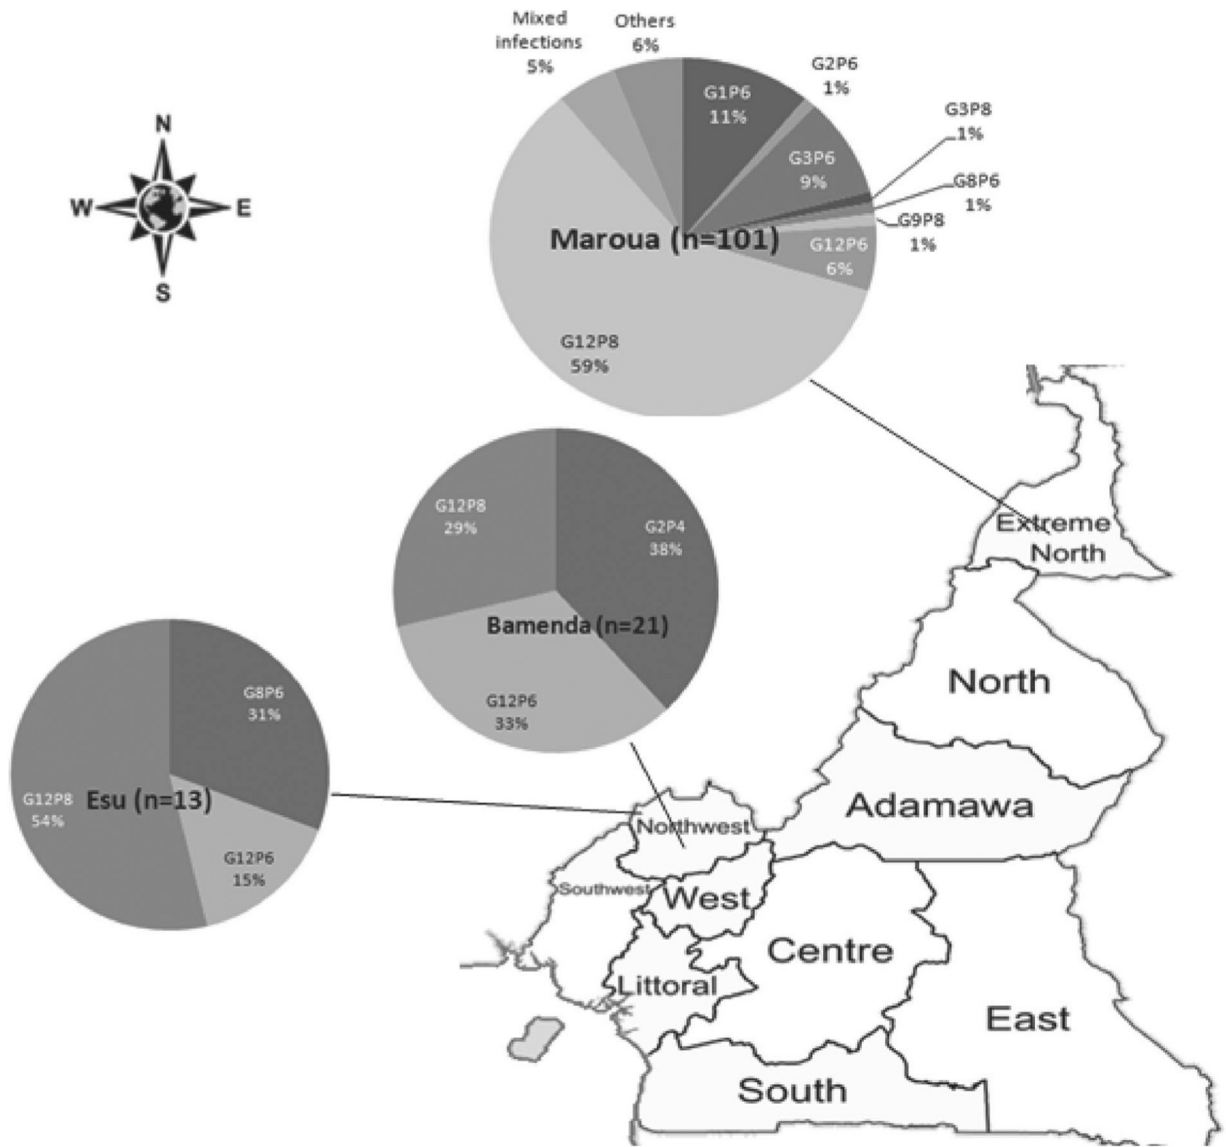 Mixed
infections
5%
Others
6%
G1P6
11%
G2P6
1%
G3P6
9%
G3P8
1%
G8P6
1%
G9P8
1%
G12P6
6%
Maroua (n=101)
G12P8
59%
N
W
E
S
G12P8
29%
G2P4
38%
Bamenda (n=21)
G12P6
33%
G8P6
31%
G12P8
54%
Esu (n=13)
G12P6
15%
Extreme
North
North
Adamawa
Northwest
Southwest
West
Centre
Littoral
East
South